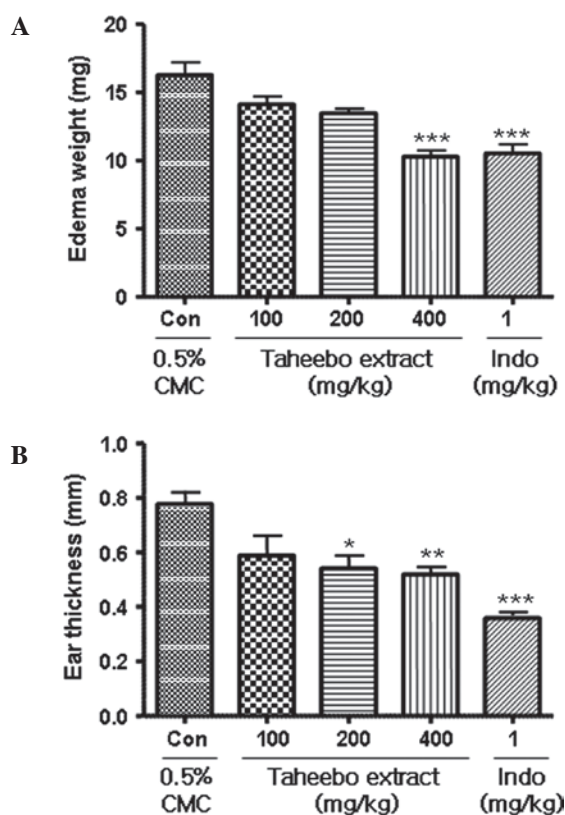 A
Edema weight (mg)
20
15
10
5
0
***
***
Con
100
200
400
1
0.5%
CMC
Taheebo extract
(mg/kg)
Indo
(mg/kg)
B
Ear thickness (mm)
1.0
0.8
0.6
0.4
0.2
0.0
*
**
***
Con
100
200
400
1
0.5%
CMC
Taheebo extract
(mg/kg)
Indo
(mg/kg)